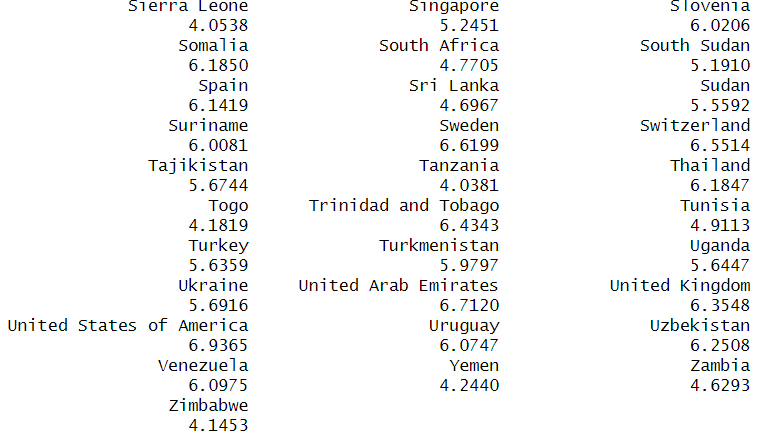 Sierra Leone Singapore Slovenia
4.0538 5.2451 6.0206
Somalia South Africa South Sudan
6.1850 4.7705 5.1910
Spain Sri Lanka Sudan
6.1419 4.6967 5.5592
Suriname Sweden Switzerland
6.0081 6.6199 6.5514
Tajikistan Tanzania Thailand
5.6744 4.0381 6.1847
Togo Trinidad and Tobago Tunisia
4.1819 6.4343 4.9113
Turkey Turkmenistan Uganda
5.6359 5.9797 5.6447
Ukraine United Arab Emirates United Kingdom
5.6916 6.7120 6.3548
United States of America Uruguay Uzbekistan
6.9365 6.0747 6.2508
Venezuela Yemen Zambia
6.0975 4.2440 4.6293
Zimbabwe
4.1453